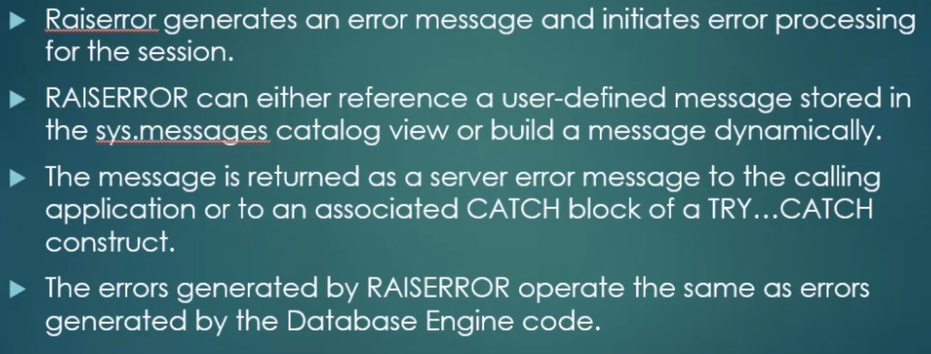 Raiserror generates an error message and initiates error processing
for the session.
RAISERROR can either reference a user-defined message stored in
the sys.messages catalog view or build a message dynamically.
The message is returned as a server error message to the calling
application or to an associated CATCH block of a TRY...CATCH
construct.
The errors generated by RAISERROR operate the same as errors
generated by the Database Engine code.